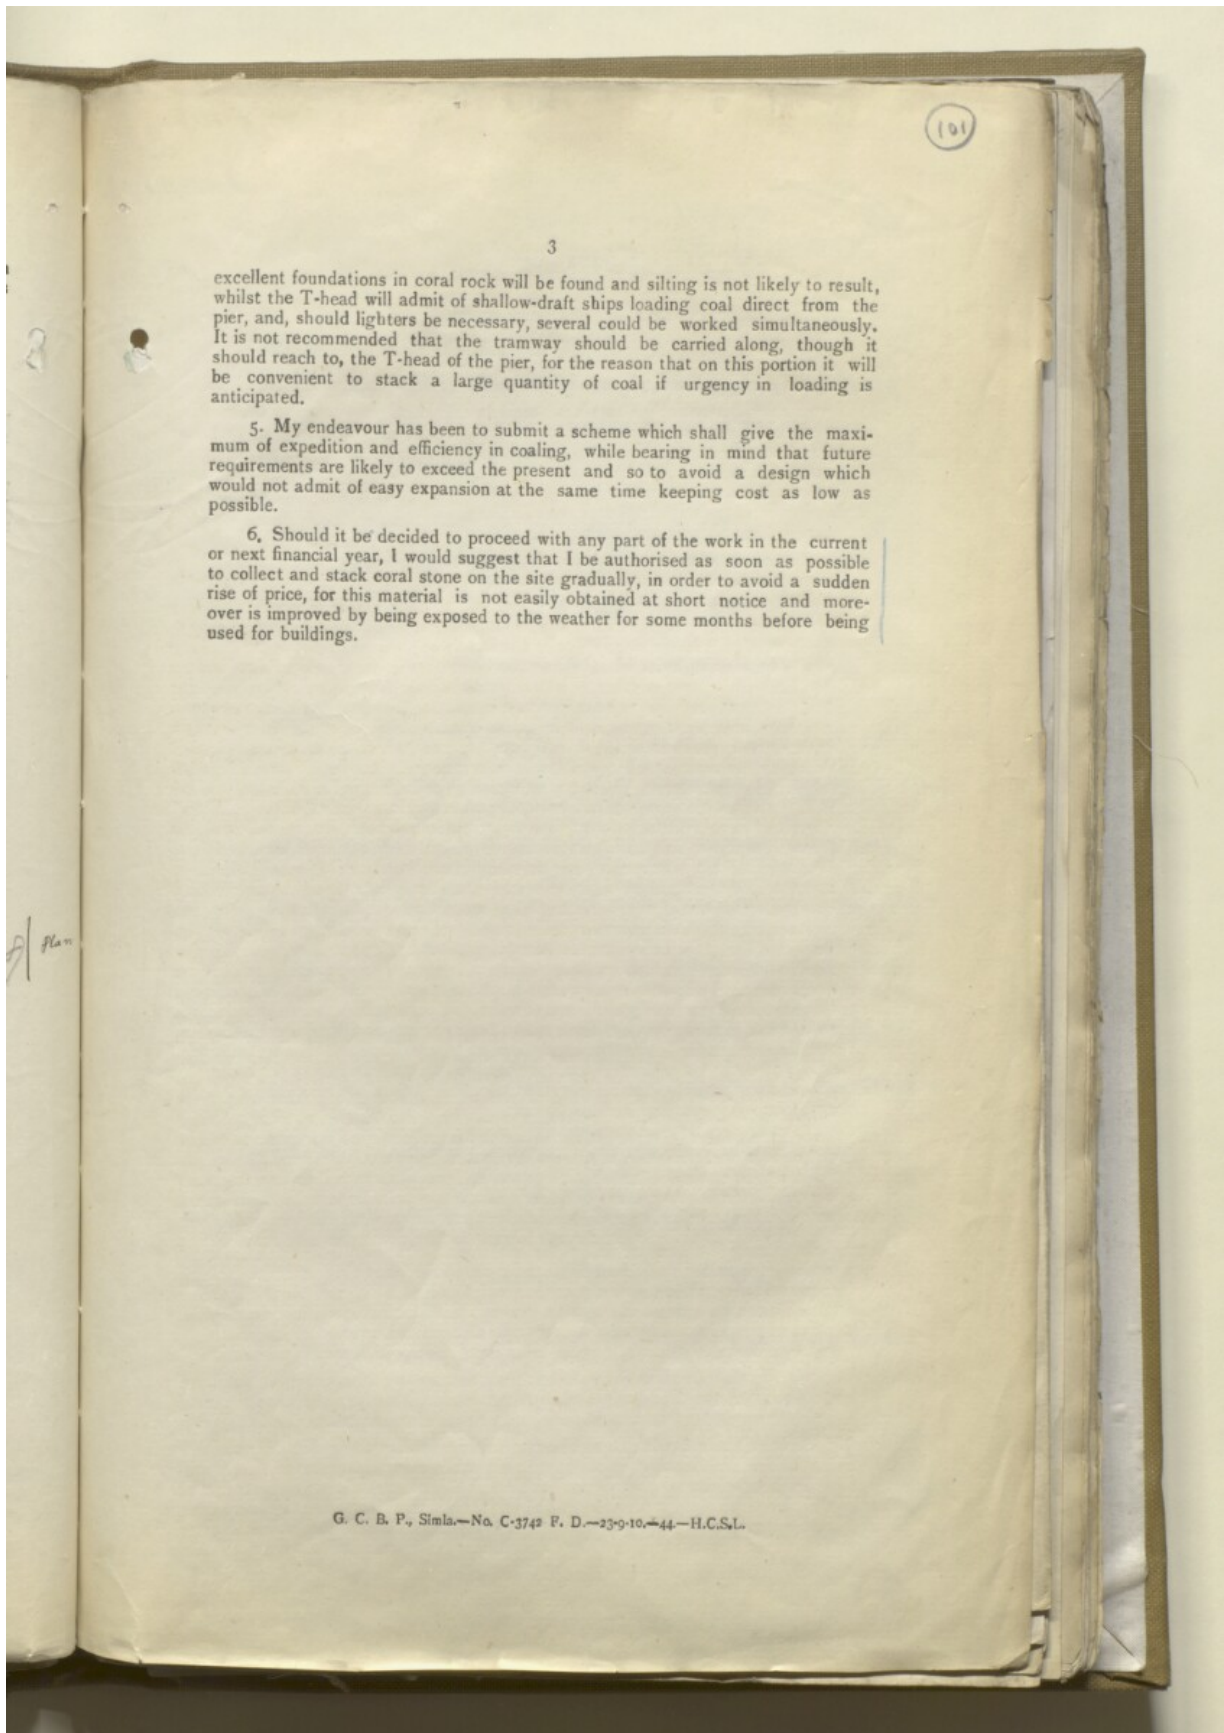 101
3
excellent foundations in coral rock will be found and silting is not likely to result,
whilst the T-head will admit of shallow-draft ships loading coal direct from the
pier, and, should lighters be necessary, several could be worked simultaneously.
It is not recommended that the tramway should be carried along, though it
should reach to, the T-head of the pier, for the reason that on this portion it will
be convenient to stack a large quantity of coal if urgency in loading is
anticipated.
5. My endeavour has been to submit a scheme which shall give the maxi-
mum of expedition and efficiency in coaling, while bearing in mind that future
requirements are likely to exceed the present and so to avoid a design which
would not admit of easy expansion at the same time keeping cost as low as
possible.
6. Should it be decided to proceed with any part of the work in the current
or next financial year, I would suggest that I be authorised as soon as possible
to collect and stack coral stone on the site gradually, in order to avoid a sudden
rise of price, for this material is not easily obtained at short notice and more-
over is improved by being exposed to the weather for some months before being
used for buildings.
plan
G. C. B. P., Simla.—No. C-3742 F. D.—23-9-10.—44.—H.C.S.L.